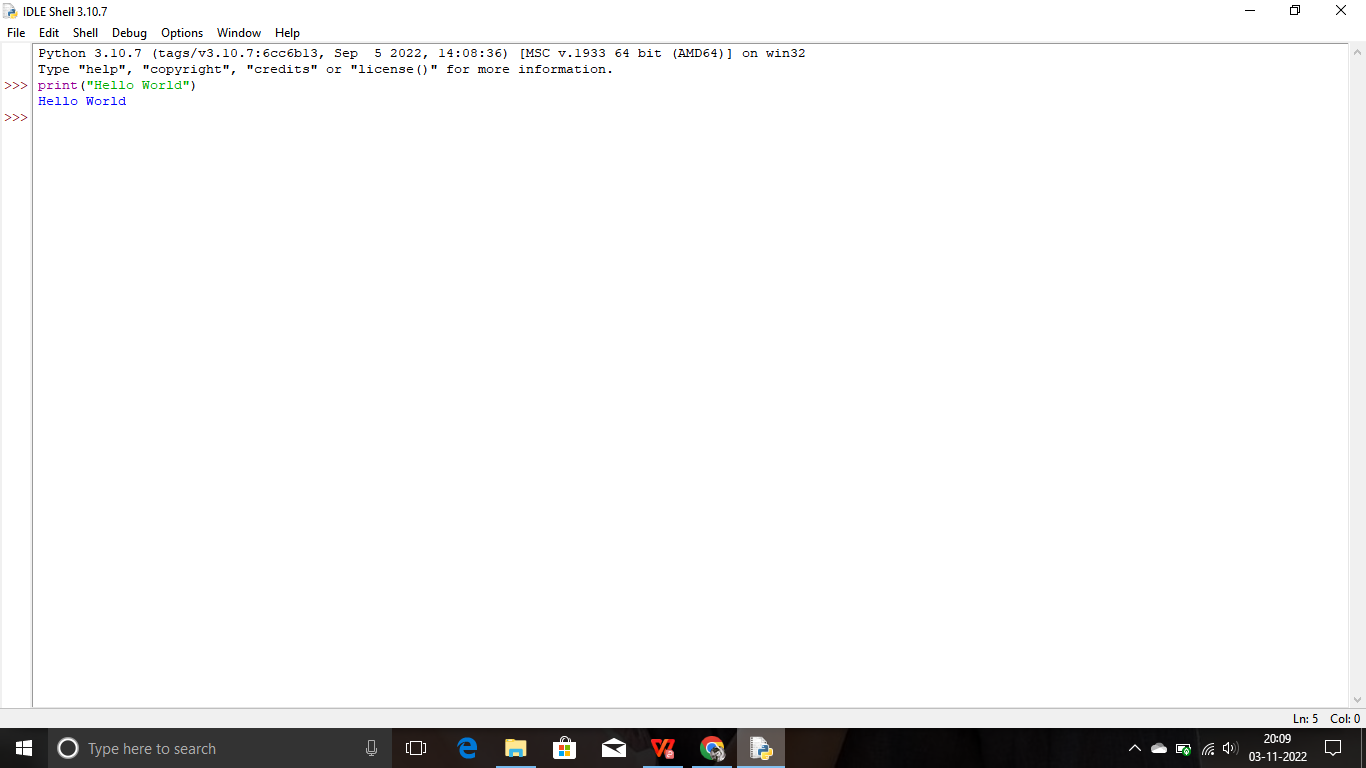 IDLE Shell 3.10.7
File Edit Shell Debug Options Window Help
Python 3.10.7 (tags/v3.10.7:6cc6b13, Sep  5 2022, 14:08:36) [MSC v.1933 64 bit (AMD64)] on win32
Type "help", "copyright", "credits" or "license()" for more information.
>>> print("Hello World")
Hello World
>>>
Ln: 5 Col: 0
Type here to search
20:09
03-11-2022